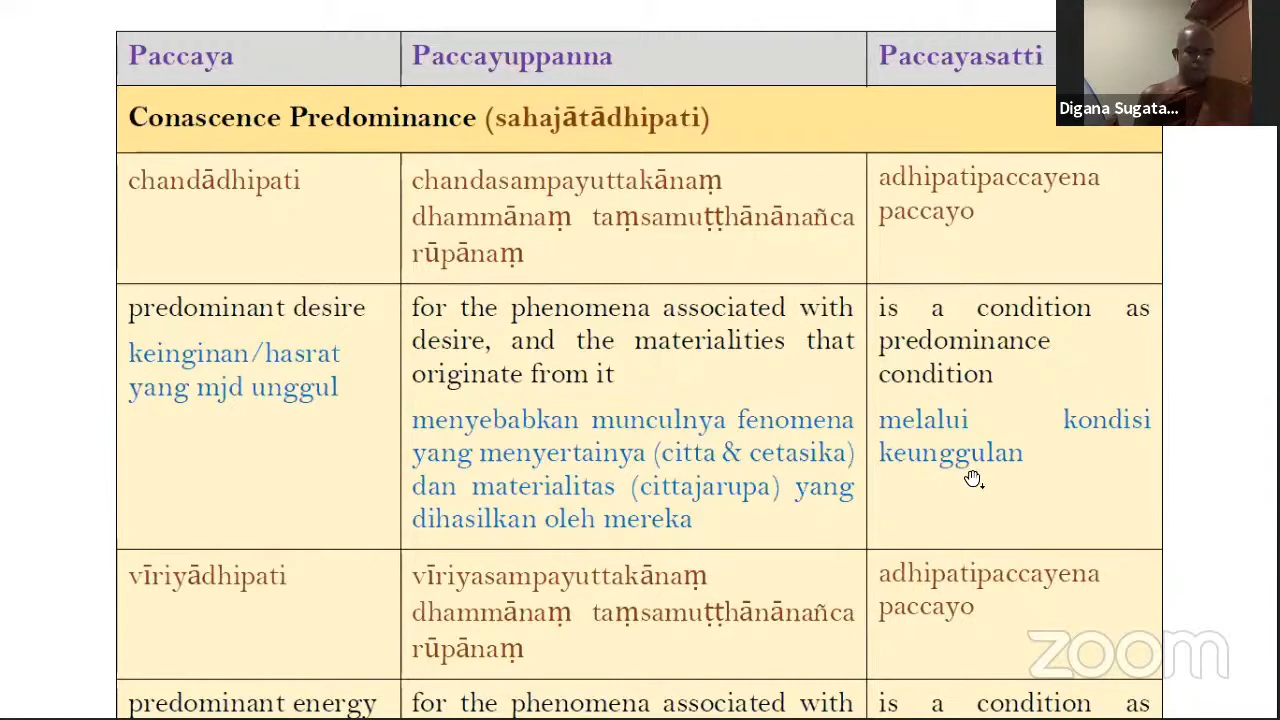 Paccaya
Paccayuppanna
Paccayasatti
Digana Sugata...
Conascence Predominance (sahajātādhipati)
chandādhipati
chandasampayuttakānaṃ
dhammānaṃ taṃsamuṭṭhānānañca
rūpānaṃ
adhipatipaccayena
paccayo
predominant desire
keinginan/hasrat
yang mjd unggul
for the phenomena associated with
desire, and the materialities that
originate from it
menyebabkan munculnya fenomena
yang menyertainya (citta & cetasika)
dan materialitas (cittajarupa) yang
dihasilkan oleh mereka
is a condition as
predominance
condition
melalui kondisi
keunggulan
vīriyādhipati
vīriyasampayuttakānaṃ
dhammānaṃ taṃsamuṭṭhānānañca
rūpānaṃ
adhipatipaccayena
paccayo
zoom
predominant energy
for the phenomena associated with
is a condition as